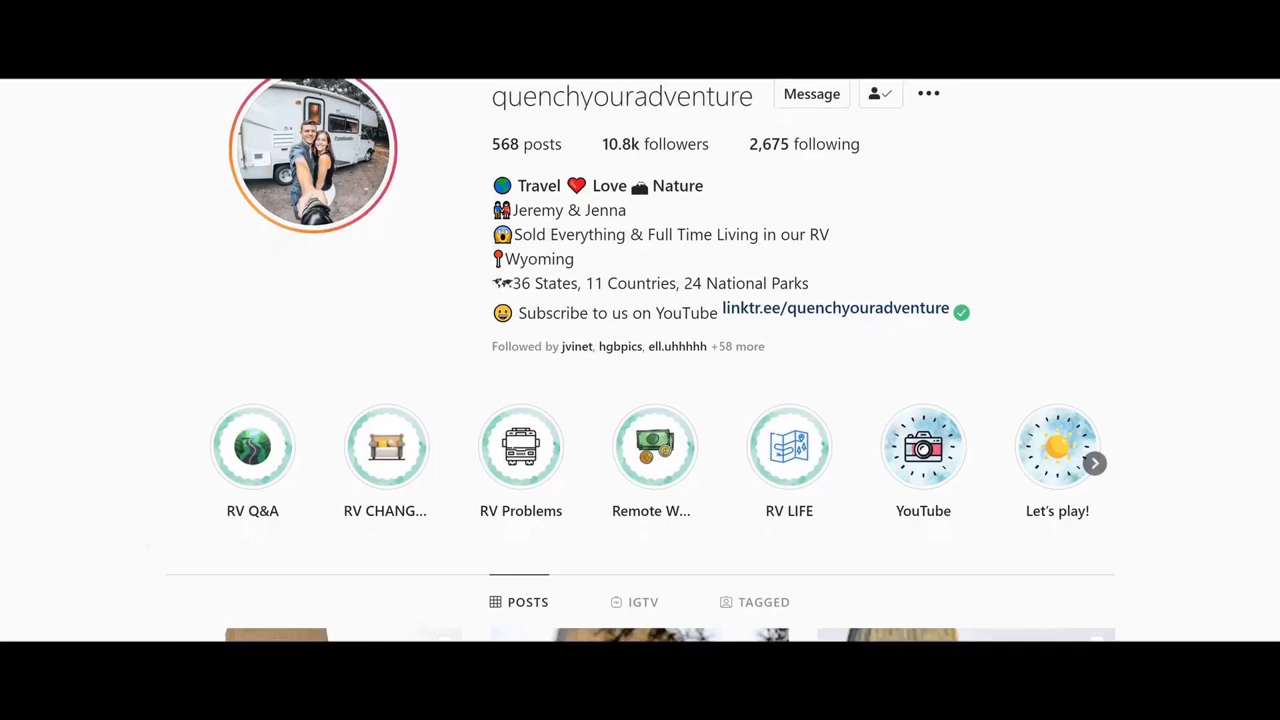 quenchyouradventure Message
568 posts 10.8k followers 2,675 following
Travel Love Nature
Jeremy & Jenna
Sold Everything & Full Time Living in our RV
Wyoming
36 States, 11 Countries, 24 National Parks
Subscribe to us on YouTube linktr.ee/quenchyouradventure
Followed by jvinet, hgbpics, ell.uhhhhh +58 more
RV Q&A RV CHANG... RV Problems Remote W... RV LIFE YouTube Let's play!
POSTS IGTV TAGGED